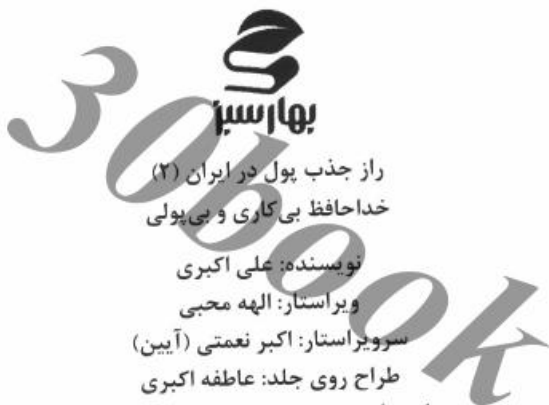 بهارسبز
راز جذب پول در ایران (۲)
خداحافظ بی‌کاری و بی‌پولی
نویسنده: علی اکبری
ویراستار: الهه محبی
سرویراستار: اکبر نعمتی (آیین)
طراح روی جلد: عاطفه اکبری
30book